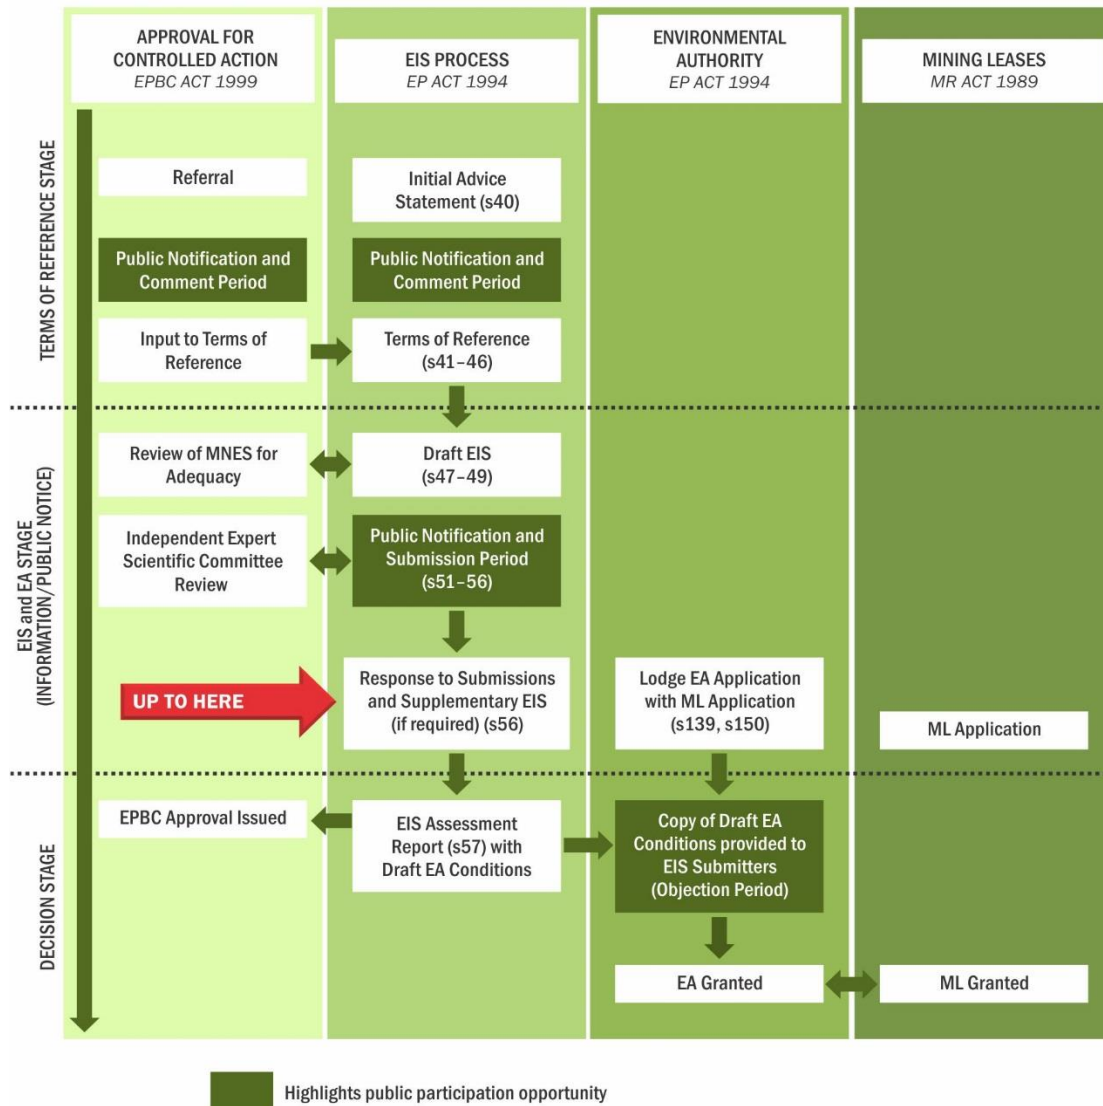 APPROVAL FOR
CONTROLLED ACTION
EPBC ACT 1999
EIS PROCESS
EP ACT 1994
ENVIRONMENTAL
AUTHORITY
EP ACT 1994
MINING LEASES
MR ACT 1989
TERMS OF REFERENCE STAGE
Referral
Initial Advice
Statement (s40)
Public Notification and
Comment Period
Public Notification and
Comment Period
Input to Terms of
Reference
Terms of Reference
(s41–46)
EIS and EA STAGE
(INFORMATION/PUBLIC NOTICE)
Review of MNES for
Adequacy
Draft EIS
(s47–49)
Independent Expert
Scientific Committee
Review
Public Notification and
Submission Period
(s51–56)
UP TO HERE
Response to Submissions
and Supplementary EIS
(if required) (s56)
Lodge EA Application
with ML Application
(s139, s150)
ML Application
DECISION STAGE
EPBC Approval Issued
EIS Assessment
Report (s57) with
Draft EA Conditions
Copy of Draft EA
Conditions provided to
EIS Submitters
(Objection Period)
EA Granted
ML Granted
Highlights public participation opportunity